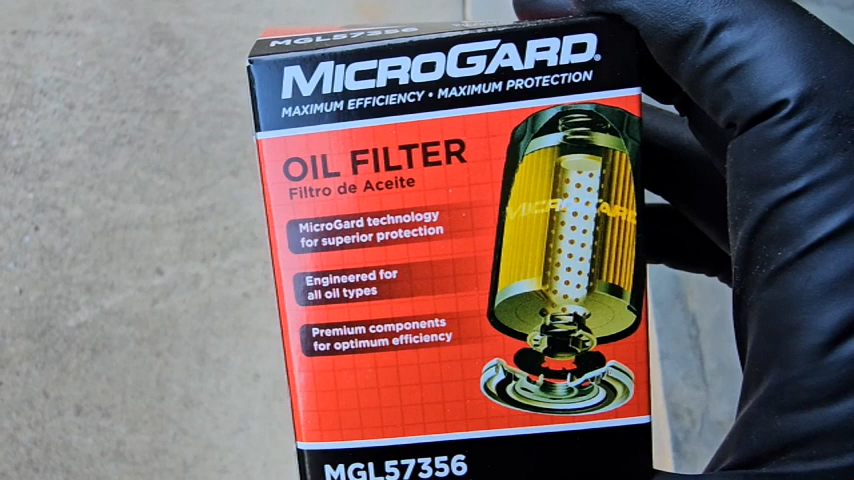 MGL57356
MICROGARD®
MAXIMUM EFFICIENCY • MAXIMUM PROTECTION
OIL FILTER
Filtro de Aceite
MicroGard technology
for superior protection
Engineered for
all oil types
Premium components
for optimum efficiency
MICROGARD
MGL57356